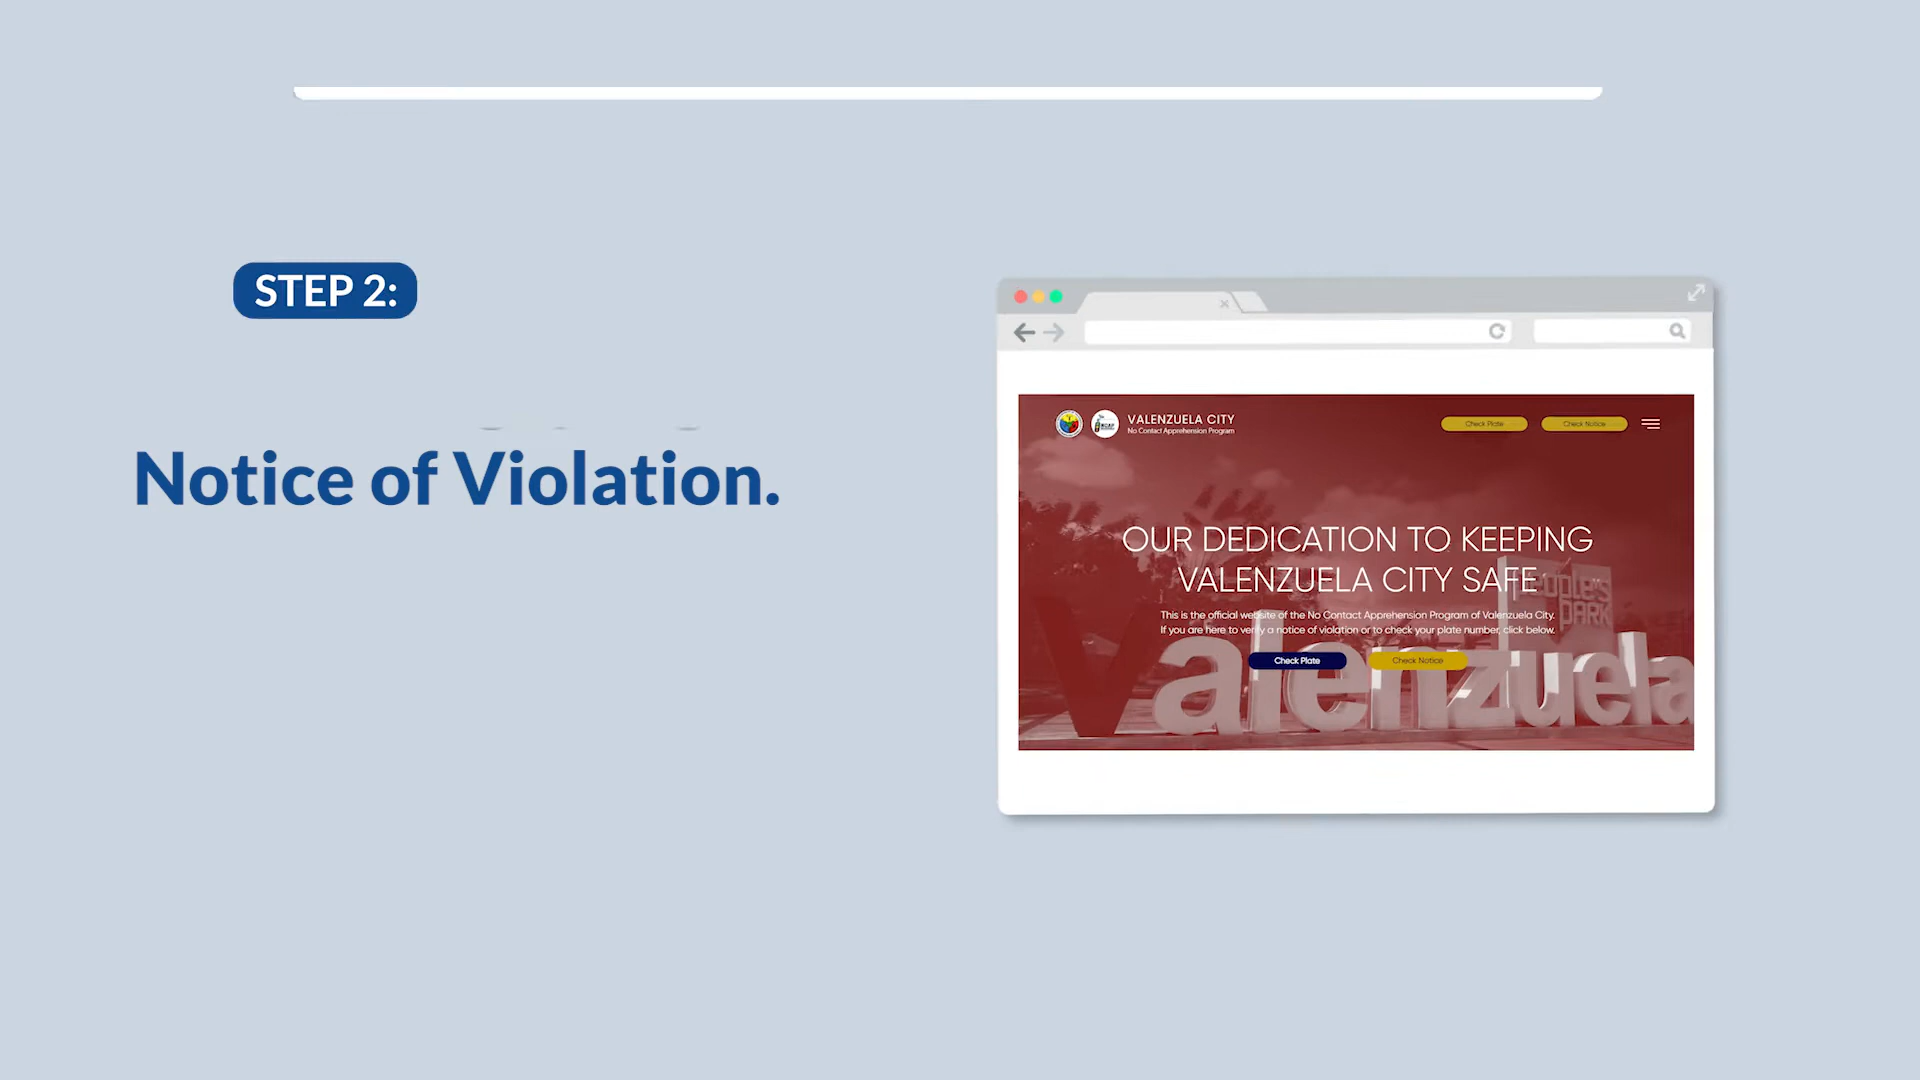 STEP 2:
Notice of Violation.
VALENZUELA CITY
No Contact Apprehension Program
Check Plate
Check Notice
OUR DEDICATION TO KEEPING
VALENZUELA CITY SAFE
This is the official website of the No Contact Apprehension Program of Valenzuela City.
If you are here to verify a notice of violation or to check your plate number, click below.
Check Plate
Check Notice
people's
PARK
valenzuela